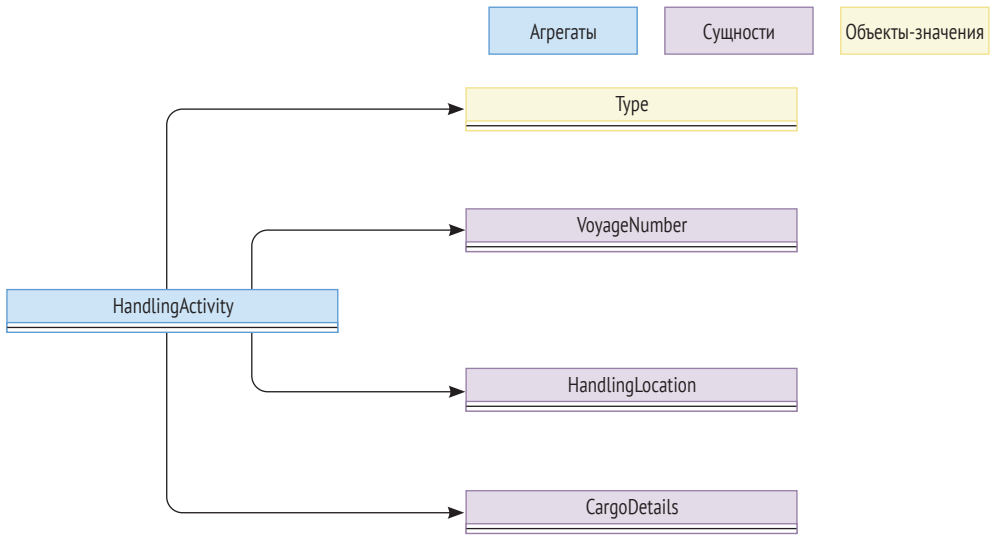 Агрегаты
Сущности
Объекты-значения
Type
VoyageNumber
HandlingActivity
HandlingLocation
CargoDetails